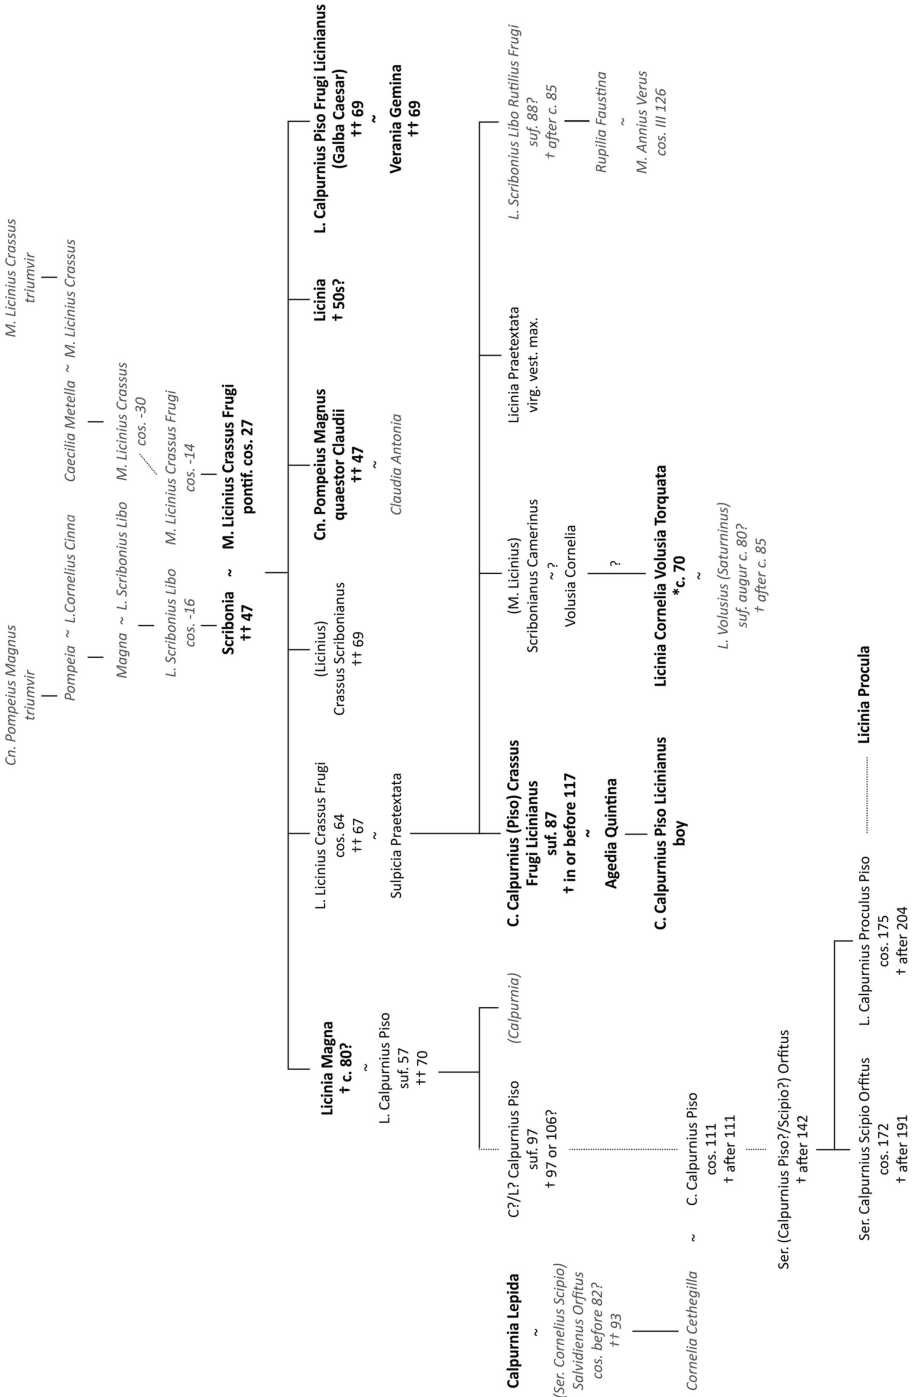 Cn. Pompeius Magnus
triumvir
M. Licinius Crassus
triumvir
Pompeia ~ L.Cornelius Cinna
Caecilia Metella ~ M. Licinius Crassus
Magna ~ L. Scribonius Libo
M. Licinius Crassus
cos. -30
L. Scribonius Libo
cos. -16
M. Licinius Crassus Frugi
cos. -14
Scribonia ~ M. Licinius Crassus Frugi
†† 47
pontif. cos. 27
Licinia Magna
† c. 80?
~
L. Calpurnius Piso
suf. 57
†† 70
L. Licinius Crassus Frugi
cos. 64
†† 67
~
Sulpicia Praetextata
(Licinius)
Crassus Scribonianus
†† 69
Cn. Pompeius Magnus
quaestor Claudii
†† 47
~
Claudia Antonia
Licinia
† 50s?
L. Calpurnius Piso Frugi Licinianus
(Galba Caesar)
†† 69
~
Verania Gemina
†† 69
Calpurnia Lepida
~
(Ser. Cornelius Scipio)
Salvidienus Orfitus
cos. before 82?
†† 93
C?/L? Calpurnius Piso
suf. 97
† 97 or 106?
(Calpurnia)
C. Calpurnius (Piso) Crassus
Frugi Licinianus
suf. 87
† in or before 117
~
Agedia Quintina
C. Calpurnius Piso Licinianus
boy
(M. Licinius)
Scribonianus Camerinus
~ ?
Volusia Cornelia
?
Licinia Cornelia Volusia Torquata
*c. 70
~
L. Volusius (Saturninus)
suf. augur c. 80?
† after c. 85
Licinia Praetextata
virg. vest. max.
L. Scribonius Libo Rutilius Frugi
suf. 88?
† after c. 85
Rupilia Faustina
~
M. Annius Verus
cos. III 126
Cornelia Cethegilla ~ C. Calpurnius Piso
cos. 111
† after 111
Ser. (Calpurnius Piso?/Scipio?) Orfitus
† after 142
Ser. Calpurnius Scipio Orfitus
cos. 172
† after 191
L. Calpurnius Proculus Piso
cos. 175
† after 204
Licinia Procula